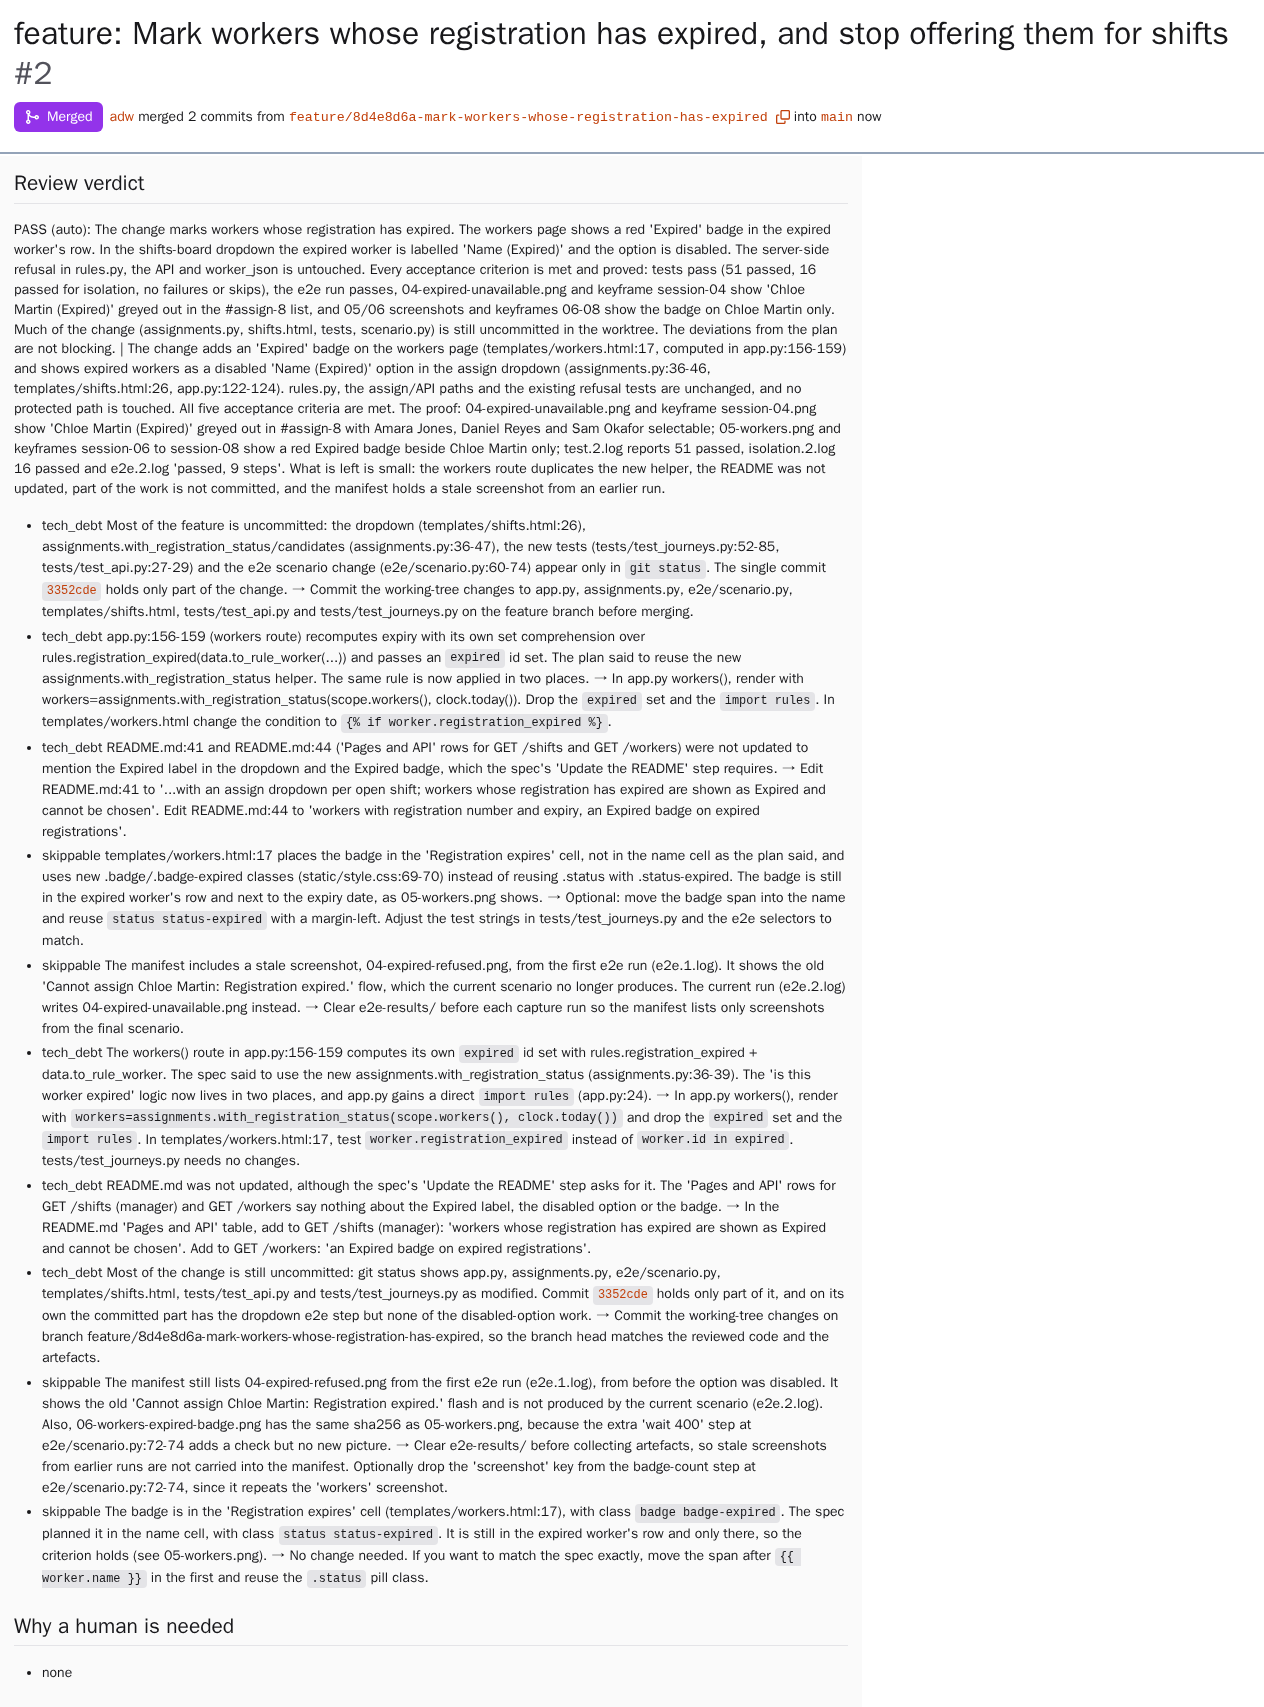 feature: Mark workers whose registration has expired, and stop offering them for shifts
#2
Merged adw merged 2 commits from feature/8d4e8d6a-mark-workers-whose-registration-has-expired into main now
Review verdict
PASS (auto): The change marks workers whose registration has expired. The workers page shows a red 'Expired' badge in the expired
worker's row. In the shifts-board dropdown the expired worker is labelled 'Name (Expired)' and the option is disabled. The server-side
refusal in rules.py, the API and worker_json is untouched. Every acceptance criterion is met and proved: tests pass (51 passed, 16
passed for isolation, no failures or skips), the e2e run passes, 04-expired-unavailable.png and keyframe session-04 show 'Chloe
Martin (Expired)' greyed out in the #assign-8 list, and 05/06 screenshots and keyframes 06-08 show the badge on Chloe Martin only.
Much of the change (assignments.py, shifts.html, tests, scenario.py) is still uncommitted in the worktree. The deviations from the plan
are not blocking. | The change adds an 'Expired' badge on the workers page (templates/workers.html:17, computed in app.py:156-159)
and shows expired workers as a disabled 'Name (Expired)' option in the assign dropdown (assignments.py:36-46,
templates/shifts.html:26, app.py:122-124). rules.py, the assign/API paths and the existing refusal tests are unchanged, and no
protected path is touched. All five acceptance criteria are met. The proof: 04-expired-unavailable.png and keyframe session-04.png
show 'Chloe Martin (Expired)' greyed out in #assign-8 with Amara Jones, Daniel Reyes and Sam Okafor selectable; 05-workers.png and
keyframes session-06 to session-08 show a red Expired badge beside Chloe Martin only; test.2.log reports 51 passed, isolation.2.log
16 passed and e2e.2.log 'passed, 9 steps'. What is left is small: the workers route duplicates the new helper, the README was not
updated, part of the work is not committed, and the manifest holds a stale screenshot from an earlier run.
• tech_debt Most of the feature is uncommitted: the dropdown (templates/shifts.html:26),
assignments.with_registration_status/candidates (assignments.py:36-47), the new tests (tests/test_journeys.py:52-85,
tests/test_api.py:27-29) and the e2e scenario change (e2e/scenario.py:60-74) appear only in git status. The single commit
3352cde holds only part of the change. → Commit the working-tree changes to app.py, assignments.py, e2e/scenario.py,
templates/shifts.html, tests/test_api.py and tests/test_journeys.py on the feature branch before merging.
• tech_debt app.py:156-159 (workers route) recomputes expiry with its own set comprehension over
rules.registration_expired(data.to_rule_worker(...)) and passes an expired id set. The plan said to reuse the new
assignments.with_registration_status helper. The same rule is now applied in two places. → In app.py workers(), render with
workers=assignments.with_registration_status(scope.workers(), clock.today()). Drop the expired set and the import rules. In
templates/workers.html change the condition to {% if worker.registration_expired %}.
• tech_debt README.md:41 and README.md:44 ('Pages and API' rows for GET /shifts and GET /workers) were not updated to
mention the Expired label in the dropdown and the Expired badge, which the spec's 'Update the README' step requires. → Edit
README.md:41 to '...with an assign dropdown per open shift; workers whose registration has expired are shown as Expired and
cannot be chosen'. Edit README.md:44 to 'workers with registration number and expiry, an Expired badge on expired
registrations'.
• skippable templates/workers.html:17 places the badge in the 'Registration expires' cell, not in the name cell as the plan said, and
uses new .badge/.badge-expired classes (static/style.css:69-70) instead of reusing .status with .status-expired. The badge is still
in the expired worker's row and next to the expiry date, as 05-workers.png shows. → Optional: move the badge span into the name
and reuse status status-expired with a margin-left. Adjust the test strings in tests/test_journeys.py and the e2e selectors to
match.
• skippable The manifest includes a stale screenshot, 04-expired-refused.png, from the first e2e run (e2e.1.log). It shows the old
'Cannot assign Chloe Martin: Registration expired.' flow, which the current scenario no longer produces. The current run (e2e.2.log)
writes 04-expired-unavailable.png instead. → Clear e2e-results/ before each capture run so the manifest lists only screenshots
from the final scenario.
• tech_debt The workers() route in app.py:156-159 computes its own expired id set with rules.registration_expired +
data.to_rule_worker. The spec said to use the new assignments.with_registration_status (assignments.py:36-39). The 'is this
worker expired' logic now lives in two places, and app.py gains a direct import rules (app.py:24). → In app.py workers(), render
with workers=assignments.with_registration_status(scope.workers(), clock.today()) and drop the expired set and the
import rules. In templates/workers.html:17, test worker.registration_expired instead of worker.id in expired.
tests/test_journeys.py needs no changes.
• tech_debt README.md was not updated, although the spec's 'Update the README' step asks for it. The 'Pages and API' rows for
GET /shifts (manager) and GET /workers say nothing about the Expired label, the disabled option or the badge. → In the
README.md 'Pages and API' table, add to GET /shifts (manager): 'workers whose registration has expired are shown as Expired
and cannot be chosen'. Add to GET /workers: 'an Expired badge on expired registrations'.
• tech_debt Most of the change is still uncommitted: git status shows app.py, assignments.py, e2e/scenario.py,
templates/shifts.html, tests/test_api.py and tests/test_journeys.py as modified. Commit 3352cde holds only part of it, and on its
own the committed part has the dropdown e2e step but none of the disabled-option work. → Commit the working-tree changes on
branch feature/8d4e8d6a-mark-workers-whose-registration-has-expired, so the branch head matches the reviewed code and the
artefacts.
• skippable The manifest still lists 04-expired-refused.png from the first e2e run (e2e.1.log), from before the option was disabled. It
shows the old 'Cannot assign Chloe Martin: Registration expired.' flash and is not produced by the current scenario (e2e.2.log).
Also, 06-workers-expired-badge.png has the same sha256 as 05-workers.png, because the extra 'wait 400' step at
e2e/scenario.py:72-74 adds a check but no new picture. → Clear e2e-results/ before collecting artefacts, so stale screenshots
from earlier runs are not carried into the manifest. Optionally drop the 'screenshot' key from the badge-count step at
e2e/scenario.py:72-74, since it repeats the 'workers' screenshot.
• skippable The badge is in the 'Registration expires' cell (templates/workers.html:17), with class badge badge-expired. The spec
planned it in the name cell, with class status status-expired. It is still in the expired worker's row and only there, so the
criterion holds (see 05-workers.png). → No change needed. If you want to match the spec exactly, move the span after {{
worker.name }} in the first and reuse the .status pill class.
Why a human is needed
• none